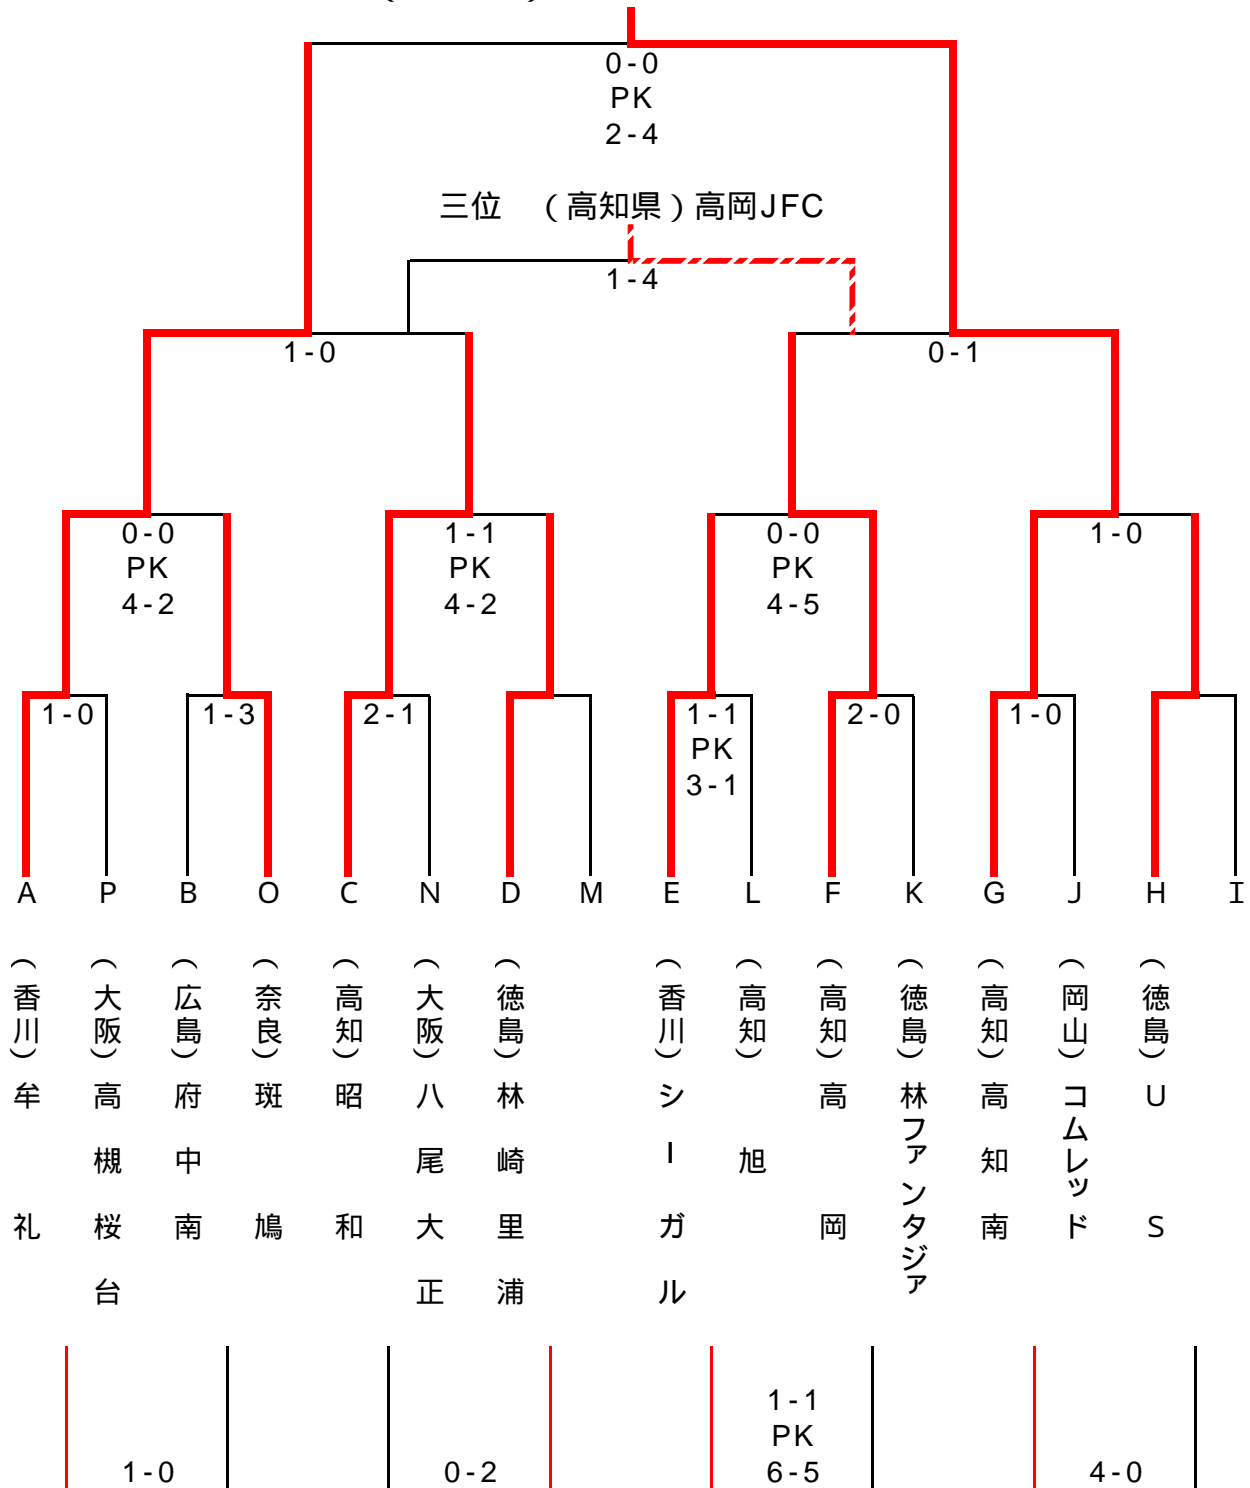 0-0
PK
2-4
三位 （高知県）高岡JFC
1-4
1-0
0-1
0-0
PK
4-2
1-1
PK
4-2
0-0
PK
4-5
1-0
1-0
1-3
2-1
1-1
PK
3-1
2-0
1-0
A P B O C N D M E L F K G J H I
（香川）牟礼
（大阪）高槻桜台
（広島）府中南
（奈良）斑鳩
（高知）昭和
（大阪）八尾大正
（徳島）林崎里浦
（香川）シーガル
（高知）旭
（高知）高岡
（徳島）林ファンタジァ
（高知）高知南
（岡山）コムレッド
（徳島）US
1-0
0-2
1-1
PK
6-5
4-0